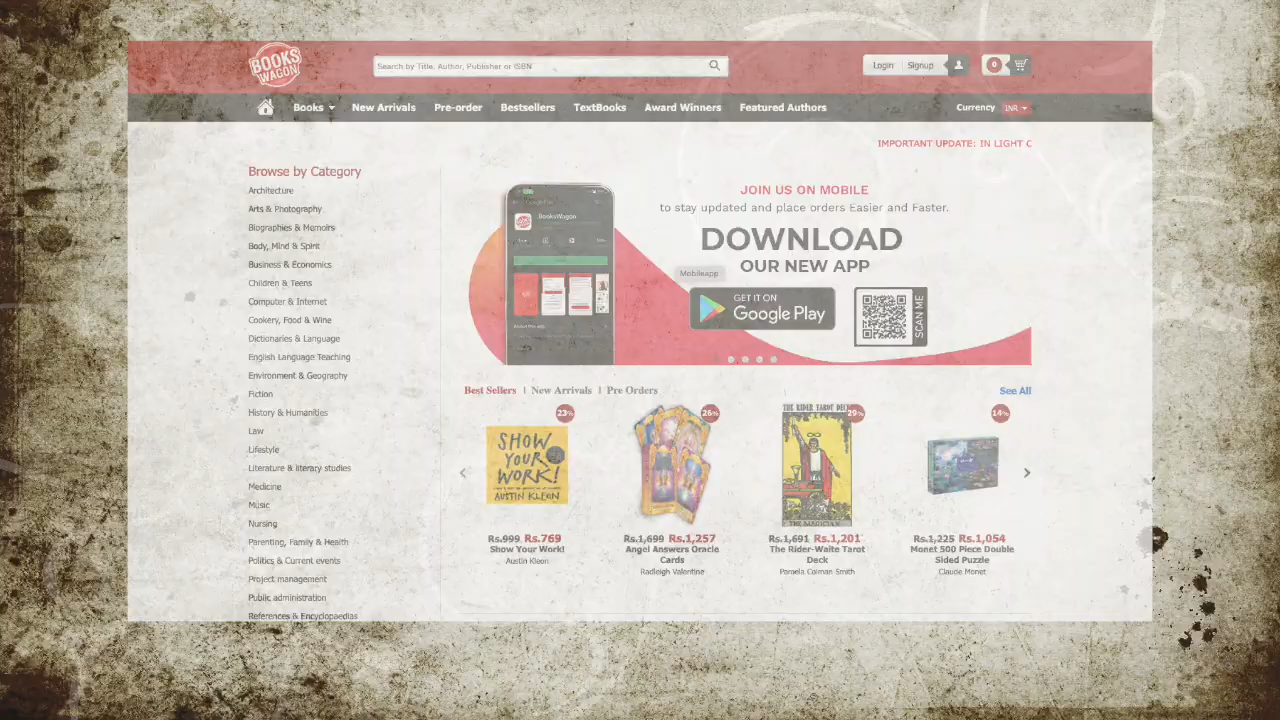 BOOKS
WAGON
Search by Title, Author, Publisher or ISBN
Login
Signup
0
Books
New Arrivals
Pre-order
Bestsellers
TextBooks
Award Winners
Featured Authors
Currency
INR
IMPORTANT UPDATE: IN LIGHT C
Browse by Category
Architecture
Arts & Photography
Biographies & Memoirs
Body, Mind & Spirit
Business & Economics
Children & Teens
Computer & Internet
Cookery, Food & Wine
Dictionaries & Language
English Language Teaching
Environment & Geography
Fiction
History & Humanities
Law
Lifestyle
Literature & literary studies
Medicine
Music
Nursing
Parenting, Family & Health
Politics & Current events
Project management
Public administration
References & Encyclopaedias
BooksWagon
JOIN US ON MOBILE
to stay updated and place orders Easier and Faster.
DOWNLOAD
OUR NEW APP
Mobileapp
GET IT ON
Google Play
SCAN ME
Best Sellers | New Arrivals | Pre Orders
See All
23%
SHOW
YOUR
WORK!
AUSTIN KLEON
Rs.999 Rs.769
Show Your Work!
Austin Kleon
26%
Rs.1,699 Rs.1,257
Angel Answers Oracle
Cards
Radleigh Valentine
29%
THE RIDER TAROT DECK
THE MAGICIAN
Rs.1,691 Rs.1,201
The Rider-Waite Tarot
Deck
Pamela Colman Smith
14%
Rs.1,225 Rs.1,054
Monet 500 Piece Double
Sided Puzzle
Claude Monet